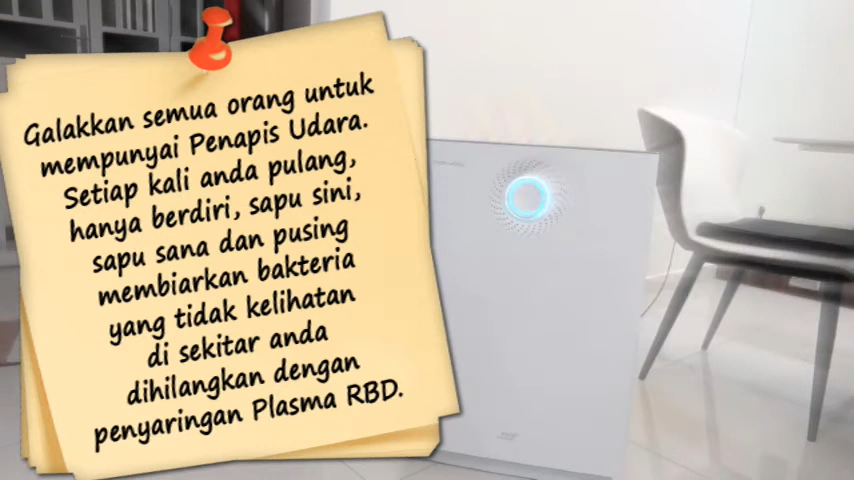 Galakkan semua orang untuk
mempunyai Penapis Udara.
Setiap kali anda pulang,
hanya berdiri, sapu sini,
sapu sana dan pusing
membiarkan bakteria
yang tidak kelihatan
di sekitar anda
dihilangkan dengan
penyaringan Plasma RBD.